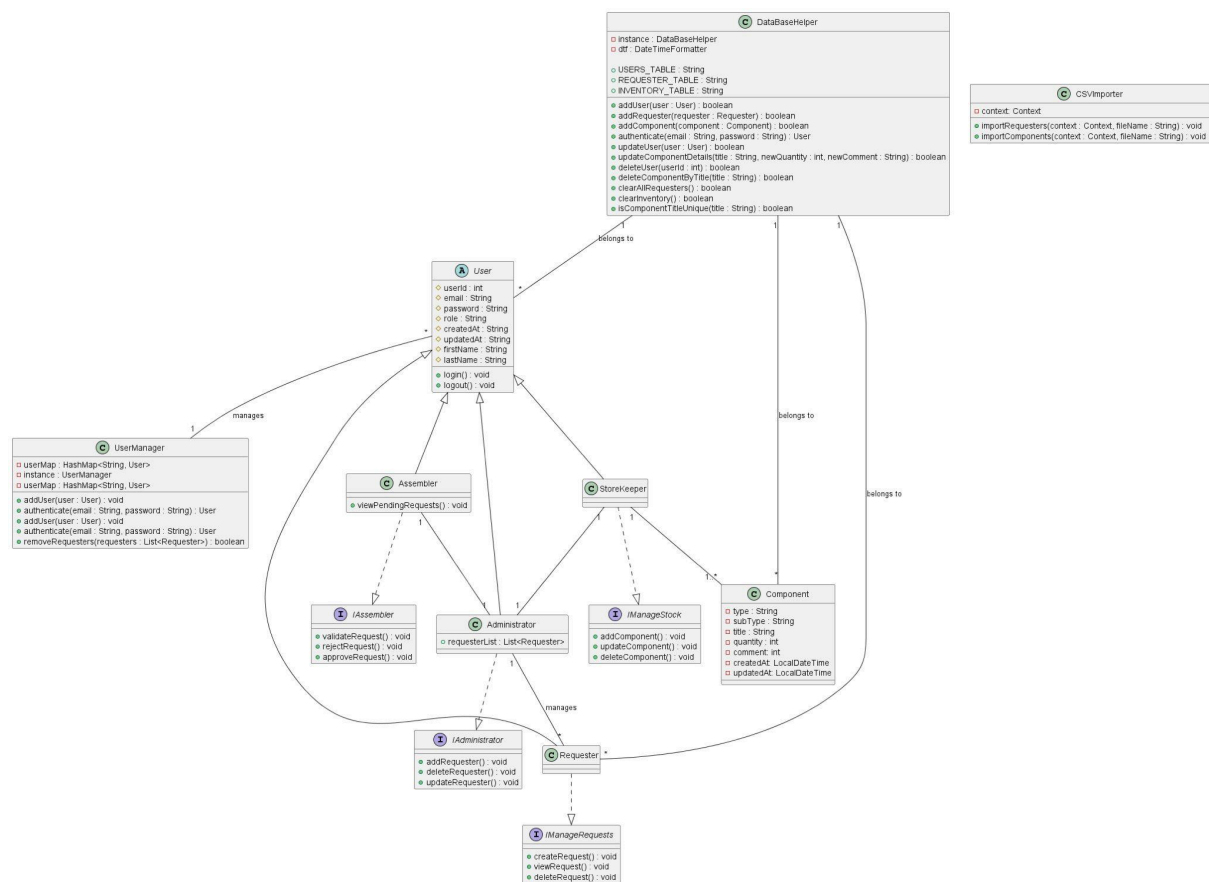 C DataBaseHelper
instance : DataBaseHelper
dtf : DateTimeFormatter
USERS_TABLE : String
REQUESTER_TABLE : String
INVENTORY_TABLE : String
addUser(user : User) : boolean
addRequester(requester : Requester) : boolean
addComponent(component : Component) : boolean
authenticate(email : String, password : String) : User
updateUser(user : User) : boolean
updateComponentDetails(title : String, newQuantity : int, newComment : String) : boolean
deleteUser(userId : int) : boolean
deleteComponentByTitle(title : String) : boolean
clearAllRequesters() : boolean
clearInventory() : boolean
isComponentTitleUnique(title : String) : boolean
C CSVImporter
context: Context
importRequesters(context : Context, fileName : String) : void
importComponents(context : Context, fileName : String) : void
1
1
1
belongs to
A User
userId : int
email : String
password : String
role : String
createdAt : String
updatedAt : String
firstName : String
lastName : String
login() : void
logout() : void
*
*
manages
1
belongs to
belongs to
C UserManager
userMap : HashMap<String, User>
instance : UserManager
userMap : HashMap<String, User>
addUser(user : User) : void
authenticate(email : String, password : String) : User
addUser(user : User) : void
authenticate(email : String, password : String) : User
removeRequesters(requesters : List<Requester>) : boolean
C Assembler
viewPendingRequests() : void
C StoreKeeper
1
1
1
1
1
1..*
*
I IAssembler
validateRequest() : void
rejectRequest() : void
approveRequest() : void
C Administrator
requesterList : List<Requester>
I IManageStock
addComponent() : void
updateComponent() : void
deleteComponent() : void
C Component
type : String
subType : String
title : String
quantity : int
comment: int
createdAt: LocalDateTime
updatedAt: LocalDateTime
1
manages
*
*
I IAdministrator
addRequester() : void
deleteRequester() : void
updateRequester() : void
C Requester
I IManageRequests
createRequest() : void
viewRequest() : void
deleteRequest() : void